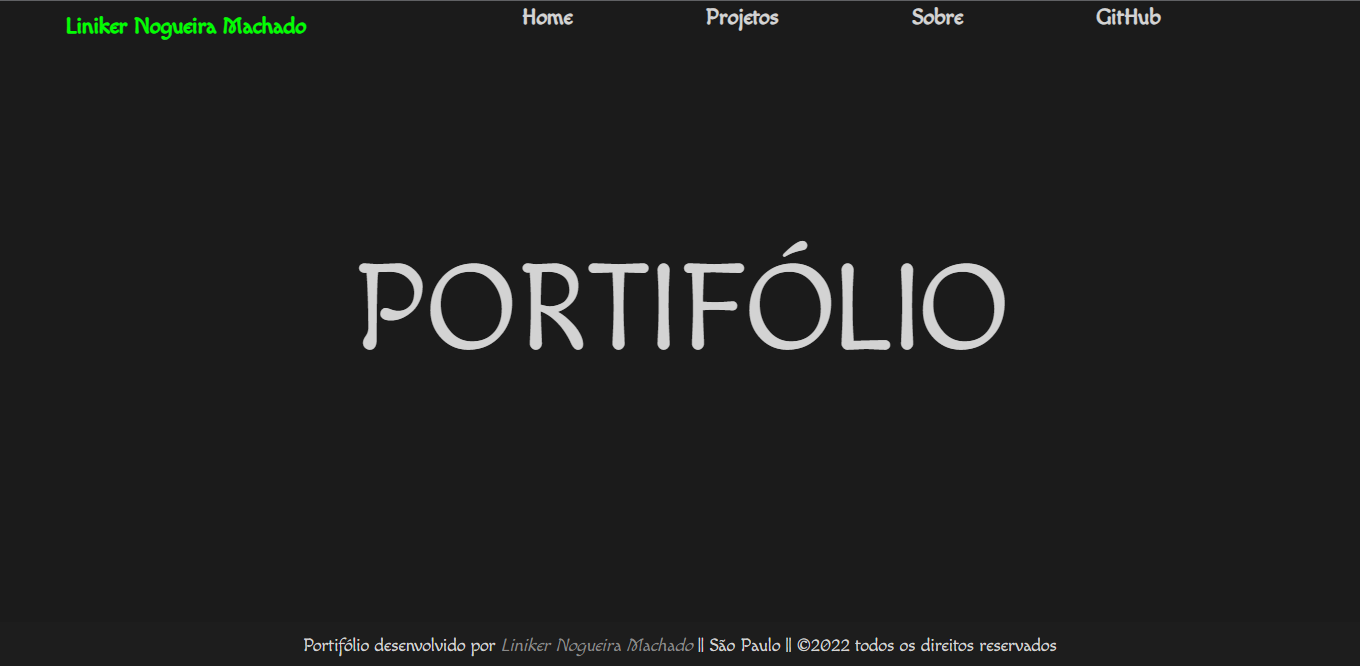 Liniker Nogueira Machado
Home Projetos Sobre GitHub
PORTIFÓLIO
Portifólio desenvolvido por Liniker Nogueira Machado || São Paulo || ©2022 todos os direitos reservados